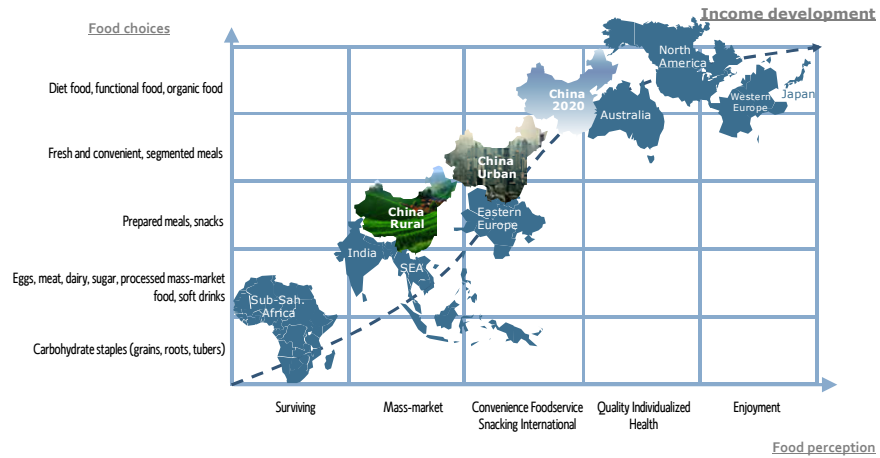 Income development
Food choices
North
America
Diet food, functional food, organic food
China
2020
Western
Europe
Japan
Australia
Fresh and convenient, segmented meals
China
Urban
Prepared meals, snacks
China
Rural
Eastern
Europe
India
SEA
Eggs, meat, dairy, sugar, processed mass-market
food, soft drinks
Sub-Sah.
Africa
Carbohydrate staples (grains, roots, tubers)
Surviving
Mass-market
Convenience Foodservice
Snacking International
Quality Individualized
Health
Enjoyment
Food perception